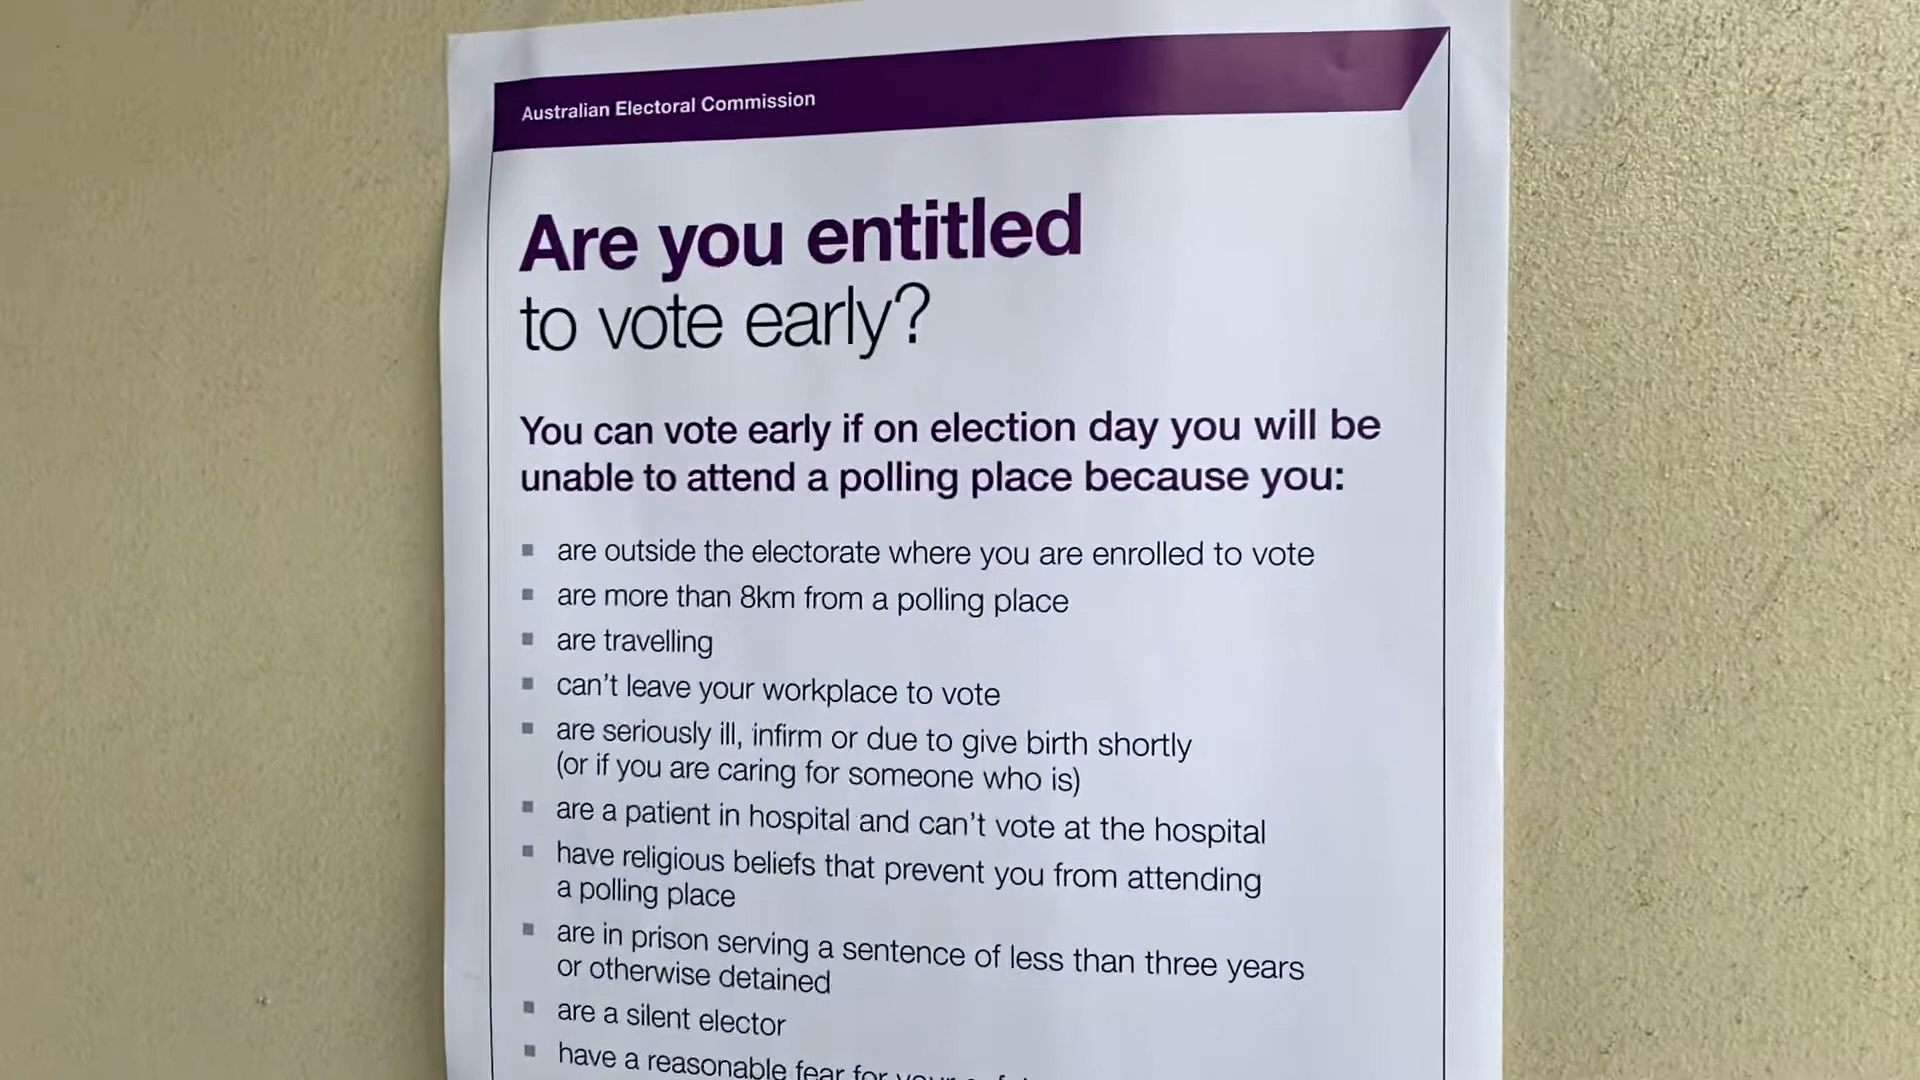 Australian Electoral Commission
Are you entitled
to vote early?
You can vote early if on election day you will be
unable to attend a polling place because you:
▪ are outside the electorate where you are enrolled to vote
▪ are more than 8km from a polling place
▪ are travelling
▪ can't leave your workplace to vote
▪ are seriously ill, infirm or due to give birth shortly
(or if you are caring for someone who is)
▪ are a patient in hospital and can't vote at the hospital
▪ have religious beliefs that prevent you from attending
a polling place
▪ are in prison serving a sentence of less than three years
or otherwise detained
▪ are a silent elector
▪ have a reasonable fear for your